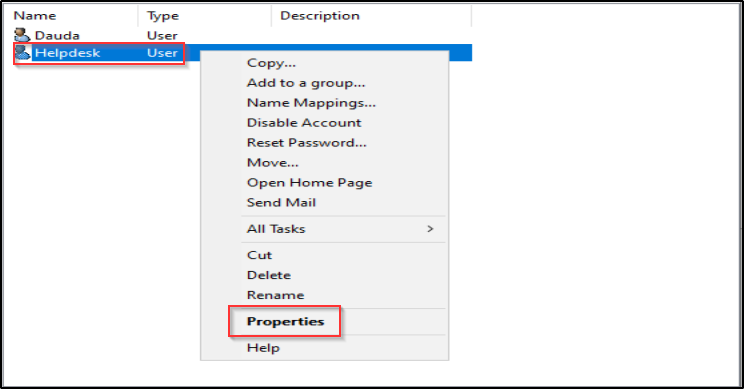 Name Type Description
Dauda User
Helpdesk User
Copy...
Add to a group...
Name Mappings...
Disable Account
Reset Password...
Move...
Open Home Page
Send Mail
All Tasks >
Cut
Delete
Rename
Properties
Help